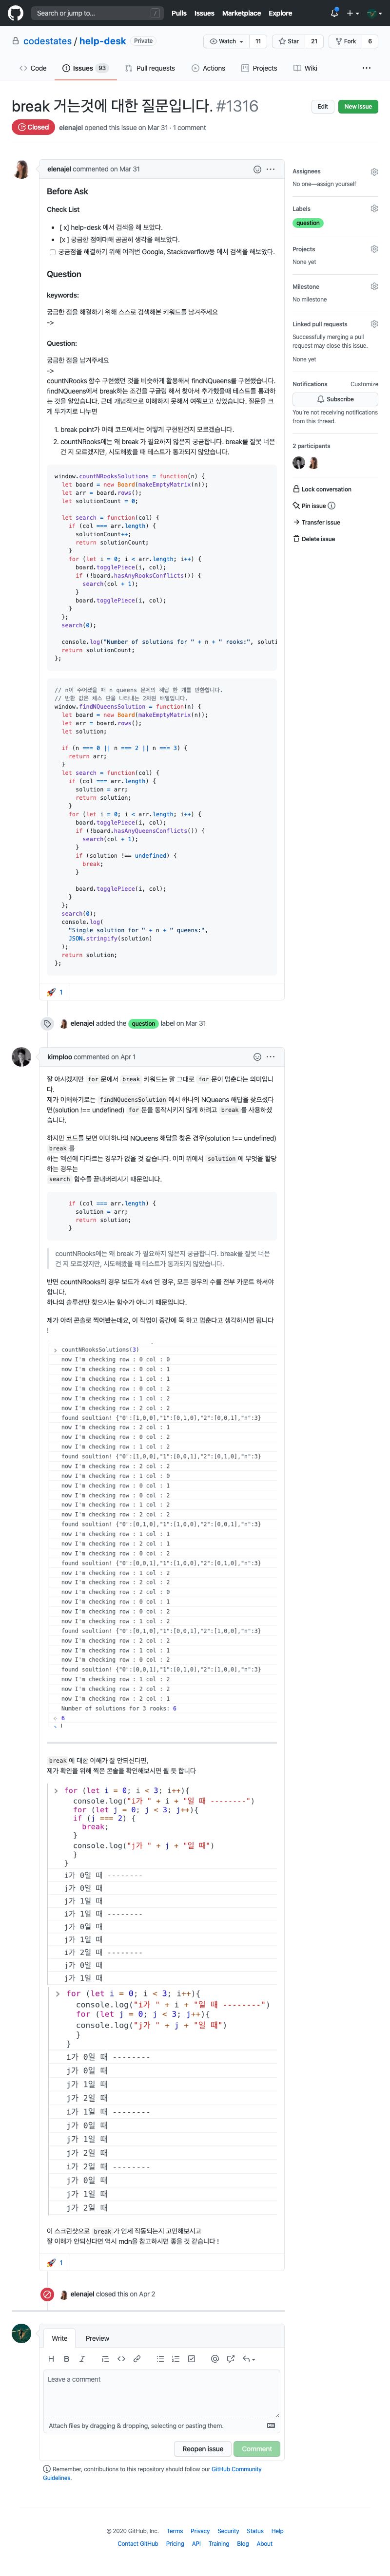 Search or jump to...
/
Pulls Issues Marketplace Explore
codestates / help-desk Private
Watch 11 Star 21 Fork 6
Code Issues 93 Pull requests Actions Projects Wiki
break 거는것에 대한 질문입니다. #1316
Edit New issue
Closed elenajel opened this issue on Mar 31 · 1 comment
elenajel commented on Mar 31
Before Ask
Check List
[ x] help-desk 에서 검색을 해 보았다.
[x ] 궁금한 점에대해 곰곰히 생각을 해보았다.
궁금점을 해결하기 위해 여러번 Google, Stackoverflow등 에서 검색을 해보았다.
Question
keywords:
궁금한 점을 해결하기 위해 스스로 검색해본 키워드를 남겨주세요
->
Question:
궁금한 점을 남겨주세요
->
countNRooks 함수 구현했던 것을 비슷하게 활용해서 findNQueens를 구현했습니다.
findNQueens에서 break하는 조건을 구글링 해서 찾아서 추가했을때 테스트를 통과하
는 것을 알았습니다. 근데 개념적으로 이해하지 못해서 여쭤보고 싶었습니다. 질문을 크
게 두가지로 나누면
1. break point가 아래 코드에서는 어떻게 구현된건지 모르겠습니다.
2. countNRooks에는 왜 break 가 필요하지 않은지 궁금합니다. break를 잘못 너은
건 지 모르겠지만, 시도해봤을 때 테스트가 통과되지 않았습니다.
window.countNRooksSolutions = function(n) {
let board = new Board(makeEmptyMatrix(n));
let arr = board.rows();
let solutionCount = 0;
let search = function(col) {
if (col === arr.length) {
solutionCount++;
return solutionCount;
}
for (let i = 0; i < arr.length; i++) {
board.togglePiece(i, col);
if (!board.hasAnyRooksConflicts()) {
search(col + 1);
}
board.togglePiece(i, col);
}
};
search(0);
console.log("Number of solutions for " + n + " rooks:", solut
return solutionCount;
};
// n이 주어졌을 때 n queens 문제의 해답 한 개를 반환합니다.
// 반환 값은 체스 판을 나타내는 2차원 배열입니다.
window.findNQueensSolution = function(n) {
let board = new Board(makeEmptyMatrix(n));
let arr = board.rows();
let solution;
if (n === 0 || n === 2 || n === 3) {
return arr;
}
let search = function(col) {
if (col === arr.length) {
solution = arr;
return solution;
}
for (let i = 0; i < arr.length; i++) {
board.togglePiece(i, col);
if (!board.hasAnyQueensConflicts()) {
search(col + 1);
}
if (solution !== undefined) {
break;
}
board.togglePiece(i, col);
}
};
search(0);
console.log(
"Single solution for " + n + " queens:",
JSON.stringify(solution)
);
return solution;
};
1
elenajel added the question label on Mar 31
kimploo commented on Apr 1
잘 아시겠지만 for 문에서 break 키워드는 말 그대로 for 문이 멈춘다는 의미입니
다.
제가 이해하기로는 findNQueensSolution 에서 하나의 NQueens 해답을 찾으셨다
면(solution !== undefined) for 문을 동작시키지 않게 하려고 break 를 사용하셨
습니다.
하지만 코드를 보면 이미하나의 NQueens 해답을 찾은 경우(solution !== undefined)
break 을
하는 엑션에 다다르는 경우가 없을 것 같습니다. 이미 위에서 solution 에 무엇을 할당
하는 경우는
search 함수를 끝내버리시기 때문입니다.
if (col === arr.length) {
solution = arr;
return solution;
}
countNRooks에는 왜 break 가 필요하지 않은지 궁금합니다. break를 잘못 너은
건 지 모르겠지만, 시도해봤을 때 테스트가 통과되지 않았습니다.
반면 countNRooks의 경우 보드가 4x4 인 경우, 모든 경우의 수를 전부 카운트 하셔야
합니다.
하나의 솔루션만 찾으시는 함수가 아니기 때문입니다.
제가 아래 콘솔로 찍어봤는데요, 이 작업이 중간에 뚝 하고 멈춘다고 생각하시면 됩니다
!
countNRooksSolutions(3)
now I'm checking row : 0 col : 0
now I'm checking row : 0 col : 1
now I'm checking row : 1 col : 1
now I'm checking row : 0 col : 2
now I'm checking row : 1 col : 2
now I'm checking row : 2 col : 2
found soultion! {"0":[1,0,0],"1":[0,1,0],"2":[0,0,1],"n":3}
now I'm checking row : 2 col : 1
now I'm checking row : 0 col : 2
now I'm checking row : 1 col : 2
found soultion! {"0":[1,0,0],"1":[0,0,1],"2":[0,1,0],"n":3}
now I'm checking row : 2 col : 2
now I'm checking row : 1 col : 0
now I'm checking row : 0 col : 1
now I'm checking row : 0 col : 2
now I'm checking row : 1 col : 2
now I'm checking row : 2 col : 2
found soultion! {"0":[0,1,0],"1":[1,0,0],"2":[0,0,1],"n":3}
now I'm checking row : 1 col : 1
now I'm checking row : 2 col : 1
now I'm checking row : 0 col : 2
found soultion! {"0":[0,0,1],"1":[1,0,0],"2":[0,1,0],"n":3}
now I'm checking row : 1 col : 2
now I'm checking row : 2 col : 2
now I'm checking row : 2 col : 0
now I'm checking row : 0 col : 1
now I'm checking row : 0 col : 2
now I'm checking row : 1 col : 2
found soultion! {"0":[0,1,0],"1":[0,0,1],"2":[1,0,0],"n":3}
now I'm checking row : 2 col : 2
now I'm checking row : 1 col : 1
now I'm checking row : 0 col : 2
found soultion! {"0":[0,0,1],"1":[0,1,0],"2":[1,0,0],"n":3}
now I'm checking row : 1 col : 2
now I'm checking row : 2 col : 2
now I'm checking row : 2 col : 1
Number of solutions for 3 rooks: 6
6
break 에 대한 이해가 잘 안되신다면,
제가 확인을 위해 찍은 콘솔을 확인해보시면 될 듯 합니다
for (let i = 0; i < 3; i++){
console.log("i가 " + i + "일 때 --------")
for (let j = 0; j < 3; j++){
if (j === 2) {
break;
}
console.log("j가 " + j + "일 때")
}
}
i가 0일 때 --------
j가 0일 때
j가 1일 때
i가 1일 때 --------
j가 0일 때
j가 1일 때
i가 2일 때 --------
j가 0일 때
j가 1일 때
for (let i = 0; i < 3; i++){
console.log("i가 " + i + "일 때 --------")
for (let j = 0; j < 3; j++){
console.log("j가 " + j + "일 때")
}
}
i가 0일 때 --------
j가 0일 때
j가 1일 때
j가 2일 때
i가 1일 때 --------
j가 0일 때
j가 1일 때
j가 2일 때
i가 2일 때 --------
j가 0일 때
j가 1일 때
j가 2일 때
이 스크린샷으로 break 가 언제 작동되는지 고민해보시고
잘 이해가 안되신다면 역시 mdn을 참고하시면 좋을 것 같습니다 !
1
elenajel closed this on Apr 2
Write Preview
Leave a comment
Attach files by dragging & dropping, selecting or pasting them.
Reopen issue Comment
Remember, contributions to this repository should follow our GitHub Community
Guidelines.
Assignees
No one—assign yourself
Labels
question
Projects
None yet
Milestone
No milestone
Linked pull requests
Successfully merging a pull
request may close this issue.
None yet
Notifications Customize
Subscribe
You're not receiving notifications
from this thread.
2 participants
Lock conversation
Pin issue
Transfer issue
Delete issue
© 2020 GitHub, Inc. Terms Privacy Security Status Help
Contact GitHub Pricing API Training Blog About